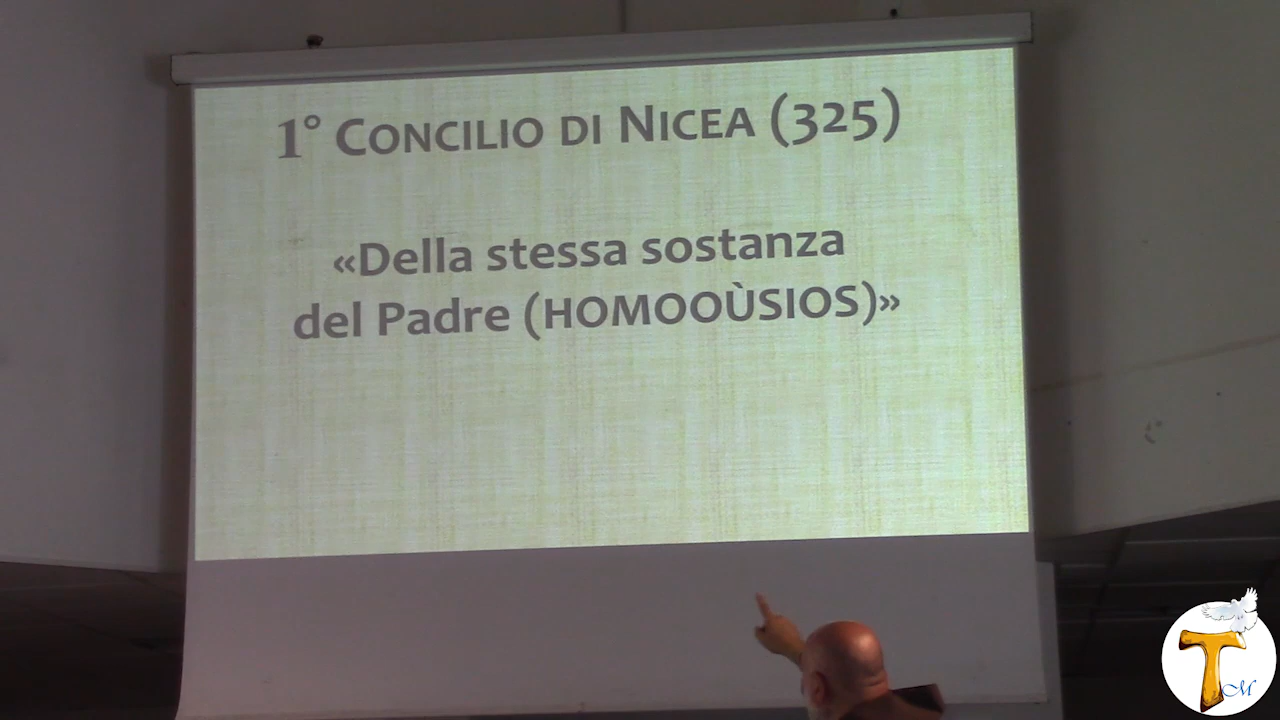 1° CONCILIO DI NICEA (325)
«Della stessa sostanza
del Padre (HOMOOÙSIOS)»
M